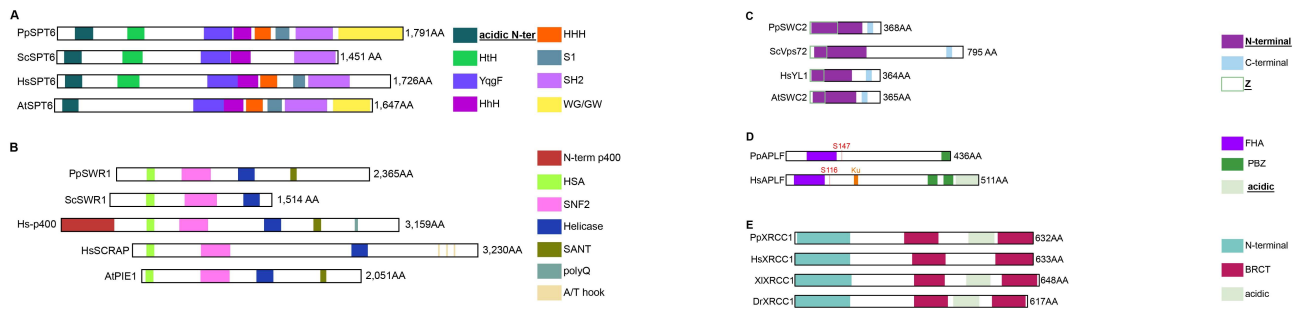 A
PpSPT6
1,791AA
ScSPT6
1,451 AA
HsSPT6
1,726AA
AtSPT6
1,647AA
acidic N-ter
HtH
YqgF
HhH
HHH
S1
SH2
WG/GW
B
PpSWR1
2,365AA
ScSWR1
1,514 AA
Hs-p400
3,159AA
HsSCRAP
3,230AA
AtPIE1
2,051AA
N-term p400
HSA
SNF2
Helicase
SANT
polyQ
A/T hook
C
PpSWC2
368AA
ScVps72
795 AA
HsYL1
364AA
AtSWC2
365AA
N-terminal
C-terminal
Z
D
S147
PpAPLF
436AA
S116
Ku
HsAPLF
511AA
FHA
PBZ
acidic
E
PpXRCC1
632AA
HsXRCC1
633AA
XlXRCC1
648AA
DrXRCC1
617AA
N-terminal
BRCT
acidic